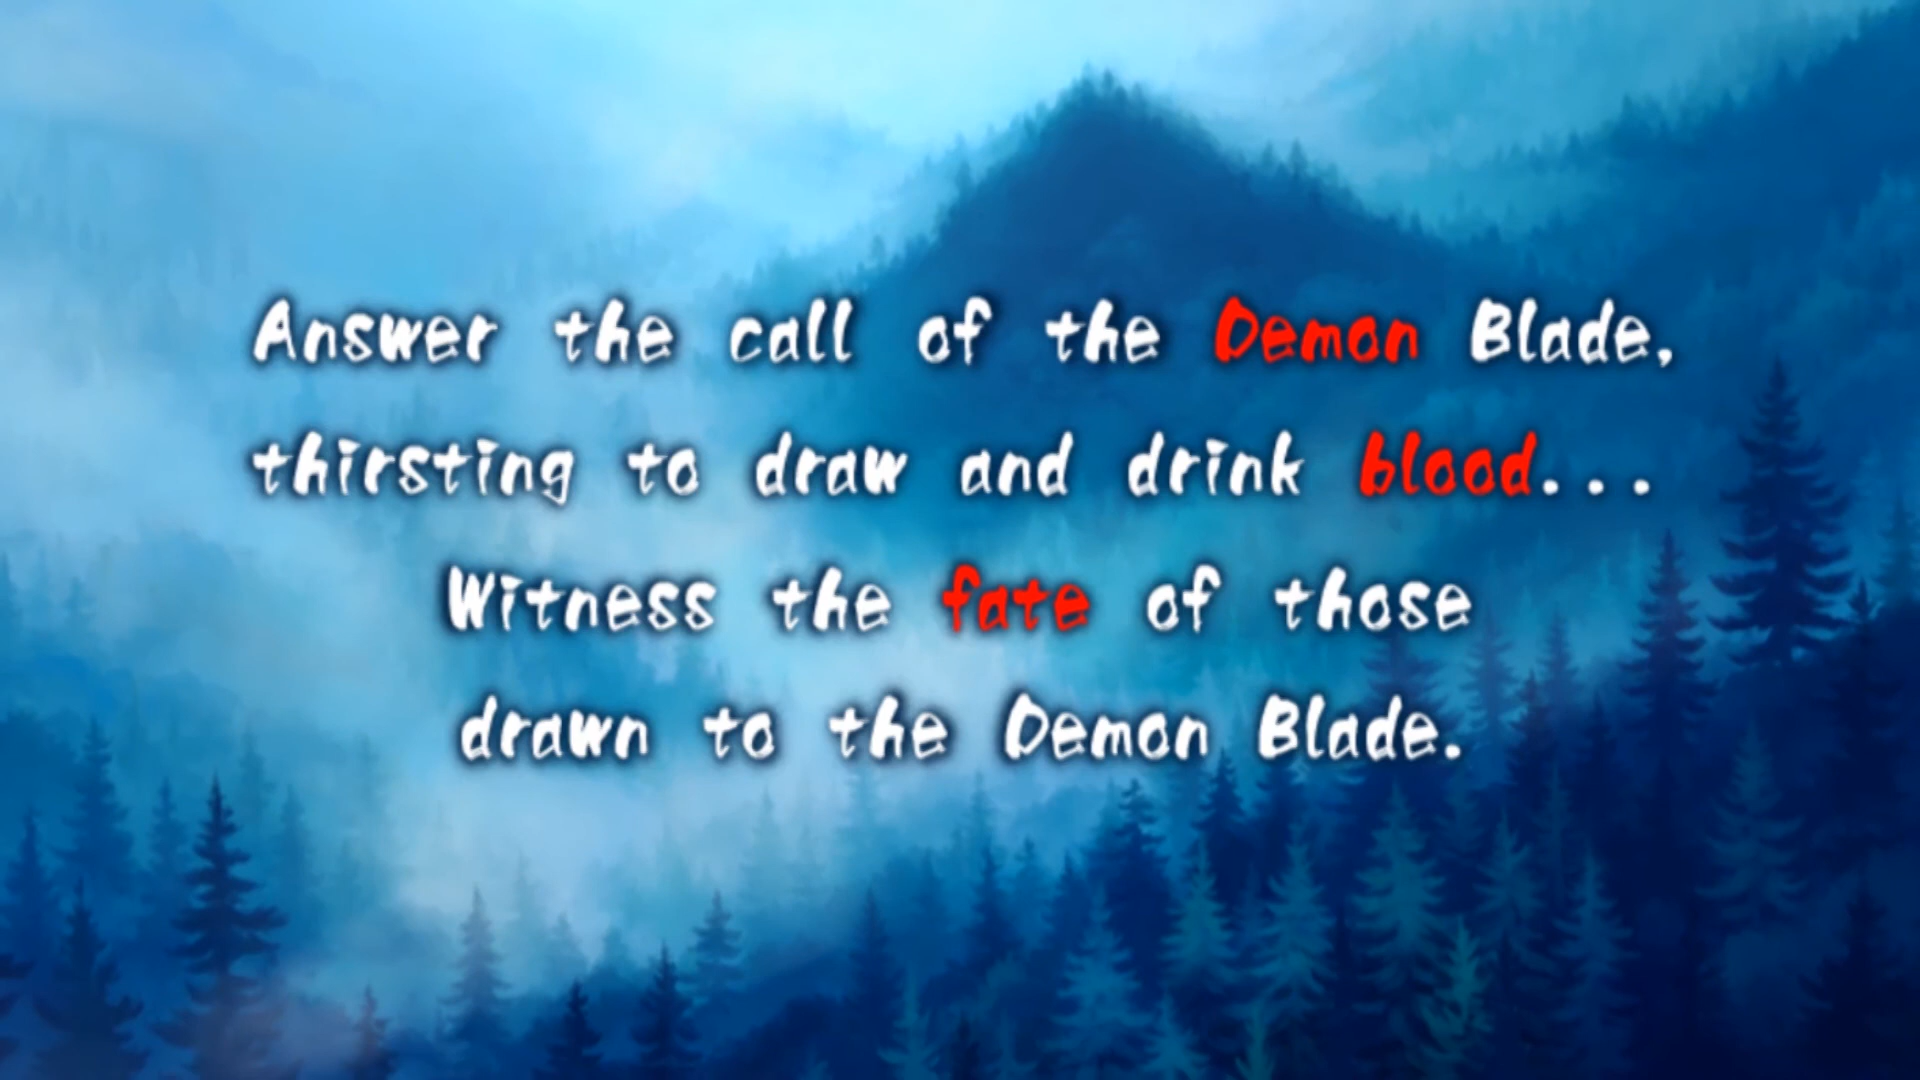 Answer the call of the Demon Blade,
thirsting to draw and drink blood...
Witness the fate of those
drawn to the Demon Blade.